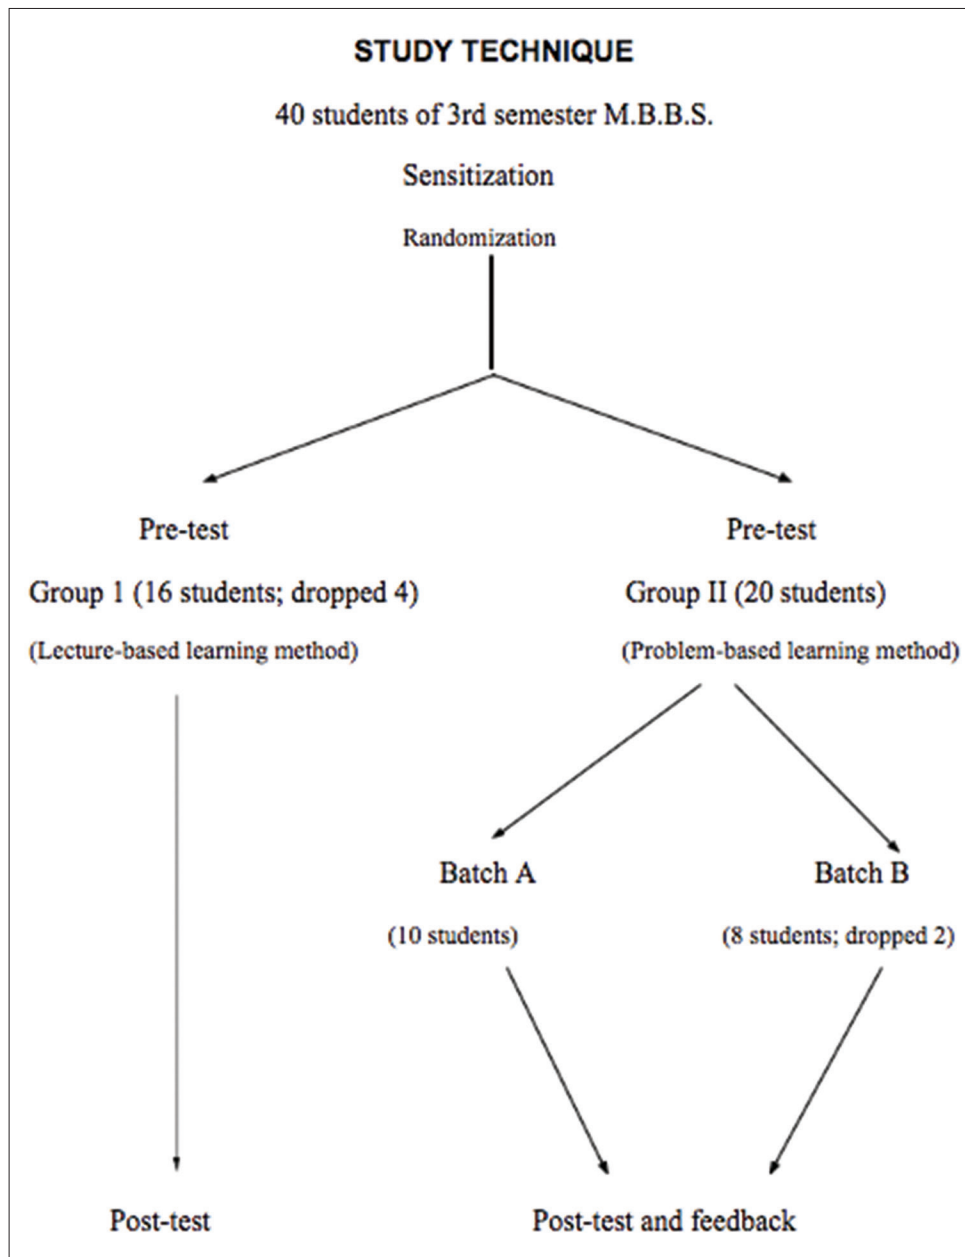 STUDY TECHNIQUE
40 students of 3rd semester M.B.B.S.
Sensitization
Randomization
Pre-test
Pre-test
Group 1 (16 students; dropped 4)
Group II (20 students)
(Lecture-based learning method)
(Problem-based learning method)
Batch A
Batch B
(10 students)
(8 students; dropped 2)
Post-test
Post-test and feedback